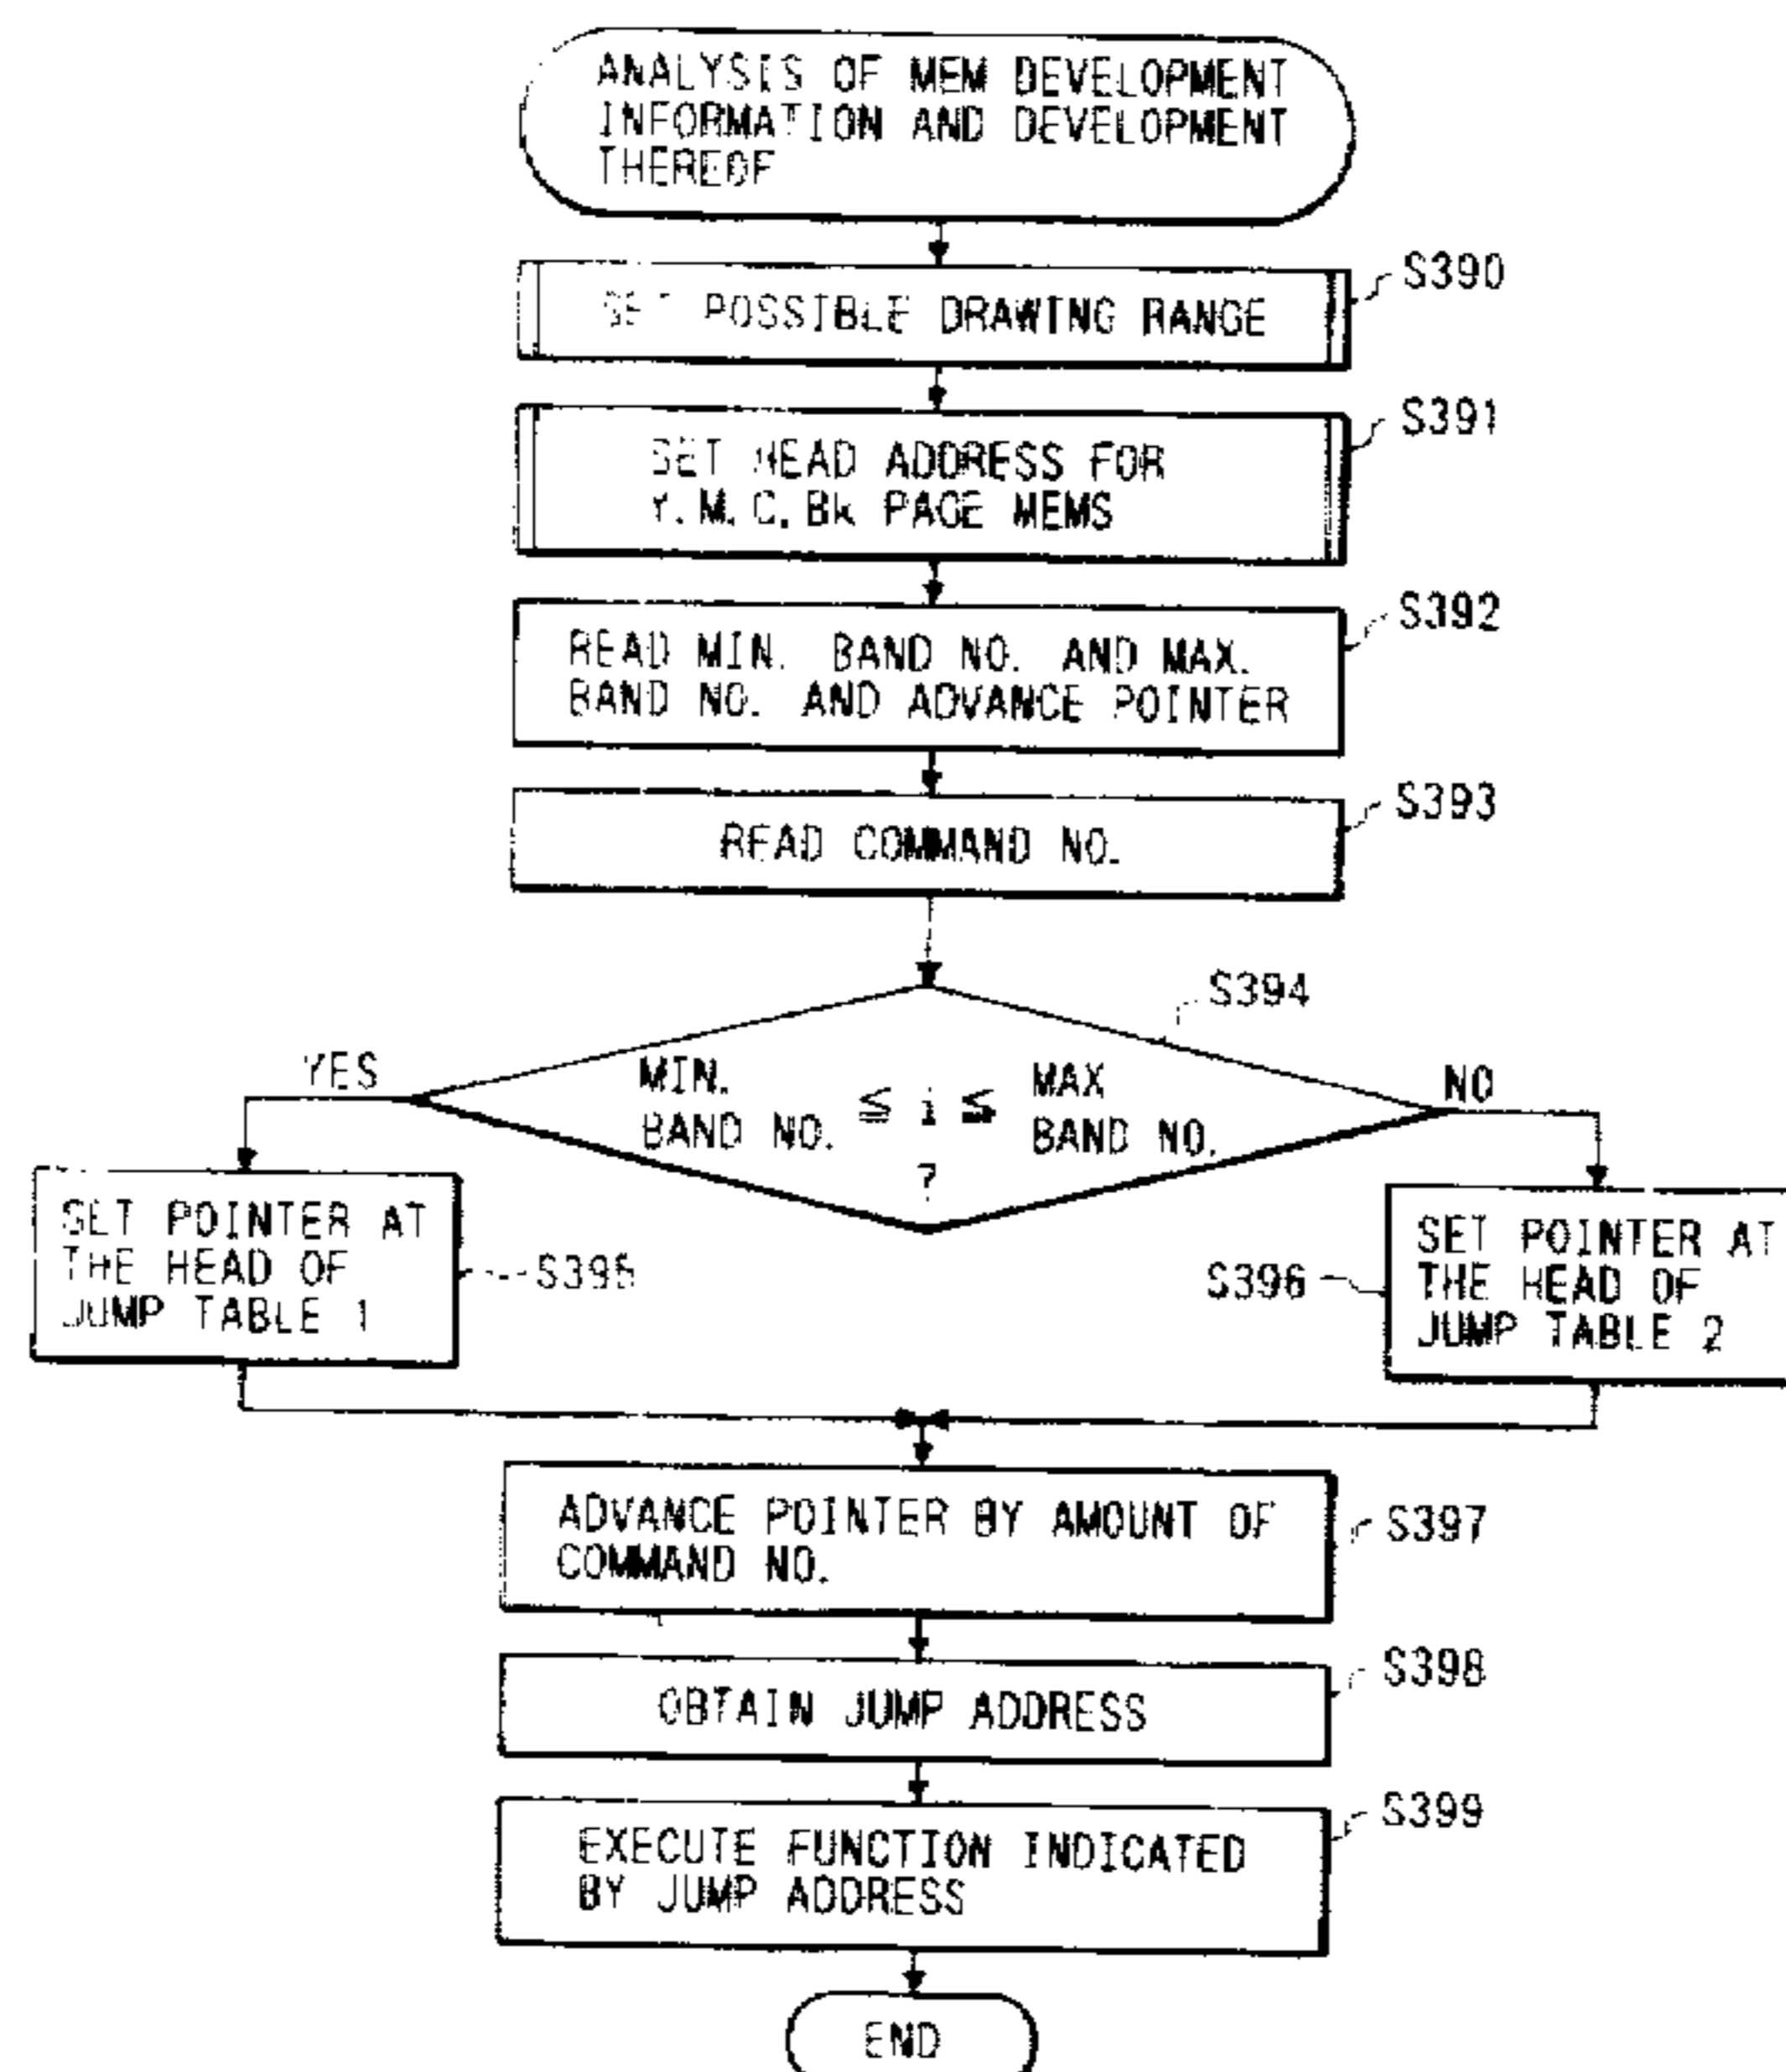 ANALYSIS OF MEM DEVELOPMENT
INFORMATION AND DEVELOPMENT
THEREOF
SET POSSIBLE DRAWING RANGE
S390
SET HEAD ADDRESS FOR
Y.M.C.BK PAGE MEMS
S391
READ MIN. BAND NO. AND MAX.
BAND NO. AND ADVANCE POINTER
S392
READ COMMAND NO.
S393
S394
YES
MIN.
BAND NO.
≦ i ≦
MAX
BAND NO.
?
NO
SET POINTER AT
THE HEAD OF
JUMP TABLE 1
S395
S396
SET POINTER AT
THE HEAD OF
JUMP TABLE 2
ADVANCE POINTER BY AMOUNT OF
COMMAND NO.
S397
OBTAIN JUMP ADDRESS
S398
EXECUTE FUNCTION INDICATED
BY JUMP ADDRESS
S399
END